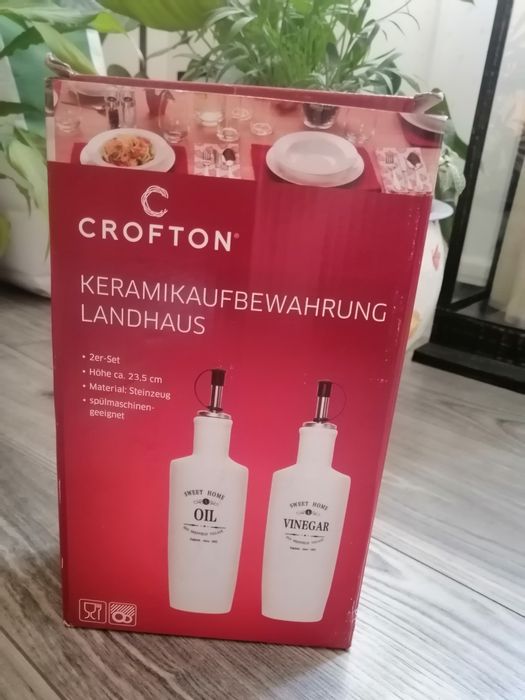 CROFTON®
KERAMIKAUFBEWAHRUNG
LANDHAUS
• 2er-Set
• Höhe ca. 23,5 cm
• Material: Steinzeug
• spülmaschinen-
geeignet
SWEET HOME
OIL
SWEET HOME
VINEGAR